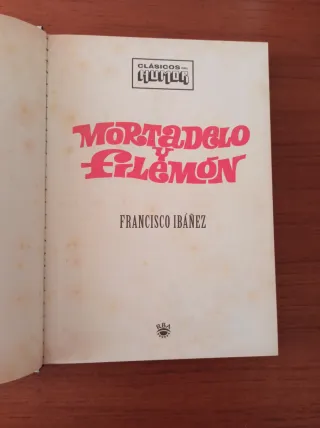 CLÁSICOS DEL
HUMOR
MORTADELO
Y
FILEMÓN
FRANCISCO IBÁÑEZ
RBA